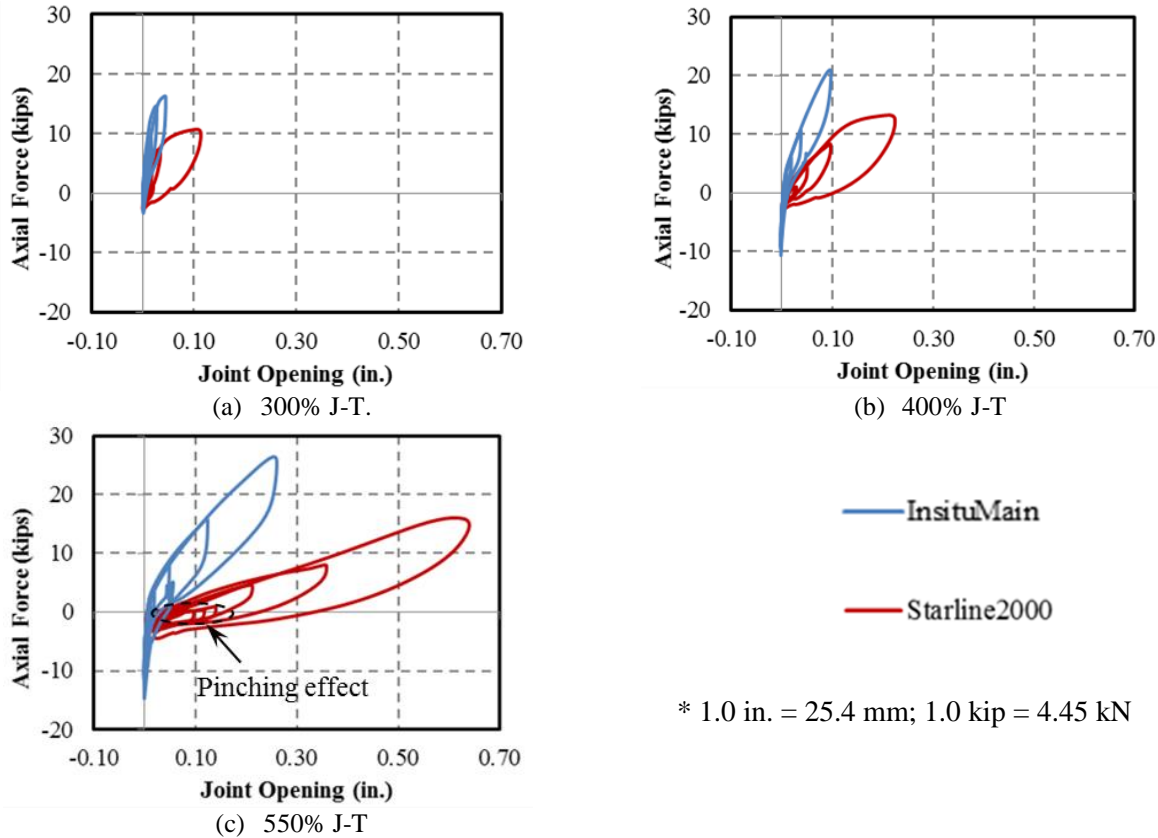 30
20
10
0
-10
-20
Axial Force (kips)
-0.10 0.10 0.30 0.50 0.70
Joint Opening (in.)
(a) 300% J-T.
30
20
10
0
-10
-20
Axial Force (kips)
-0.10 0.10 0.30 0.50 0.70
Joint Opening (in.)
(b) 400% J-T
30
20
10
0
-10
-20
Axial Force (kips)
Pinching effect
-0.10 0.10 0.30 0.50 0.70
Joint Opening (in.)
(c) 550% J-T
InsituMain
Starline2000
* 1.0 in. = 25.4 mm; 1.0 kip = 4.45 kN